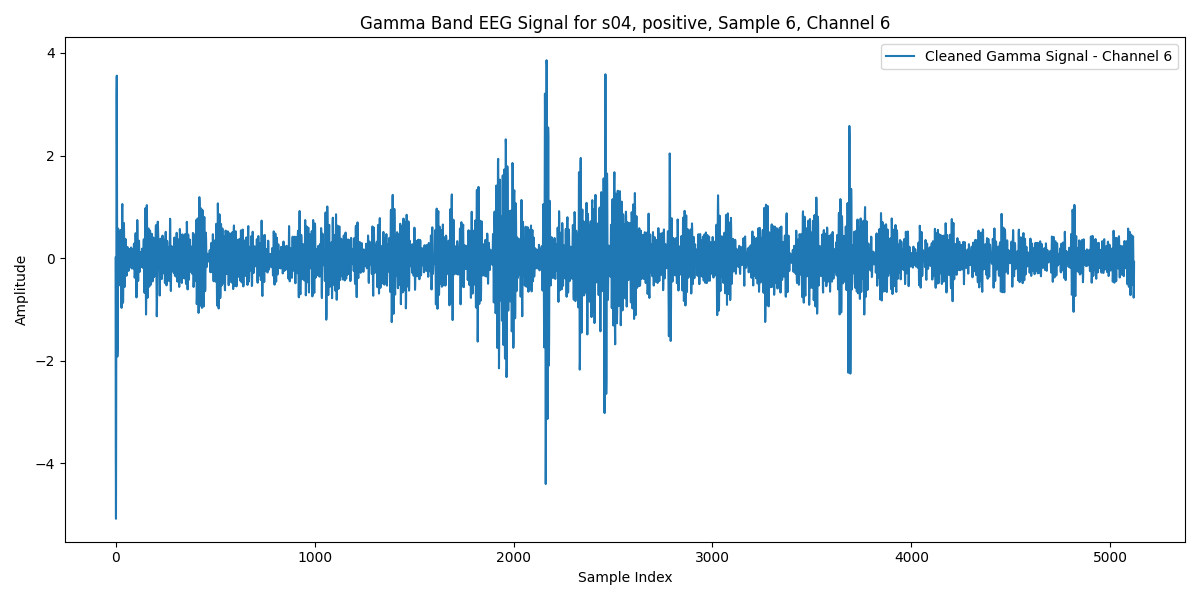 Gamma Band EEG Signal for s04, positive, Sample 6, Channel 6
Cleaned Gamma Signal - Channel 6
Amplitude
4
2
0
−2
−4
0 1000 2000 3000 4000 5000
Sample Index